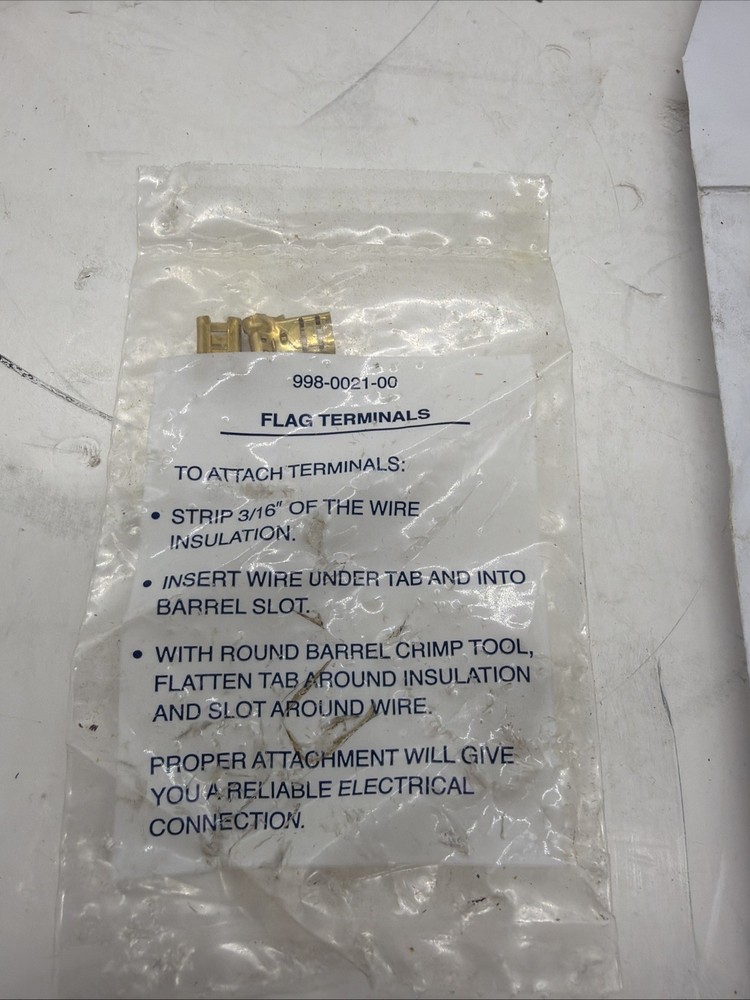 998-0021-00
FLAG TERMINALS
TO ATTACH TERMINALS:
• STRIP 3/16" OF THE WIRE
INSULATION.
• INSERT WIRE UNDER TAB AND INTO
BARREL SLOT.
• WITH ROUND BARREL CRIMP TOOL,
FLATTEN TAB AROUND INSULATION
AND SLOT AROUND WIRE.
PROPER ATTACHMENT WILL GIVE
YOU A RELIABLE ELECTRICAL
CONNECTION.